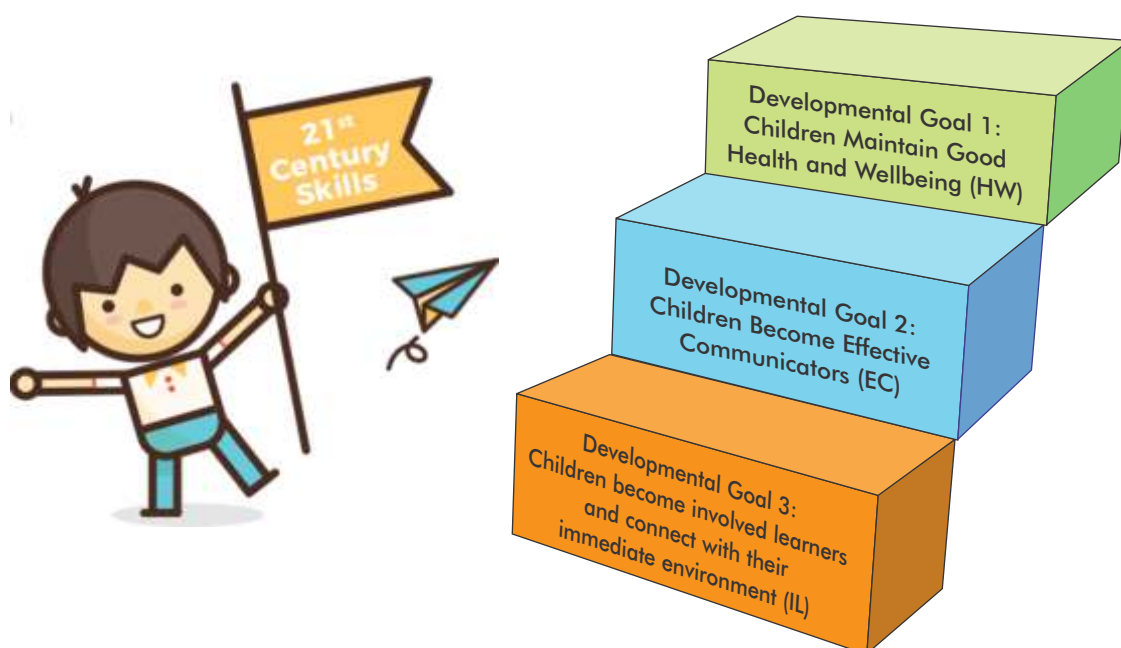 21st
Century
Skills
Developmental Goal 1:
Children Maintain Good
Health and Wellbeing (HW)
Developmental Goal 2:
Children Become Effective
Communicators (EC)
Developmental Goal 3:
Children become involved learners
and connect with their
immediate environment (IL)